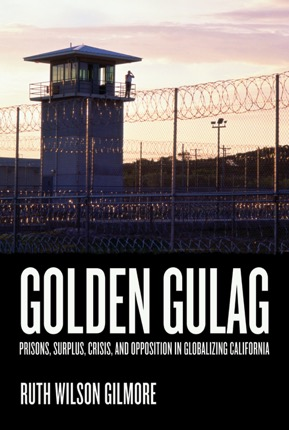 GOLDEN GULAG
PRISONS, SURPLUS, CRISIS, AND OPPOSITION IN GLOBALIZING CALIFORNIA
RUTH WILSON GILMORE